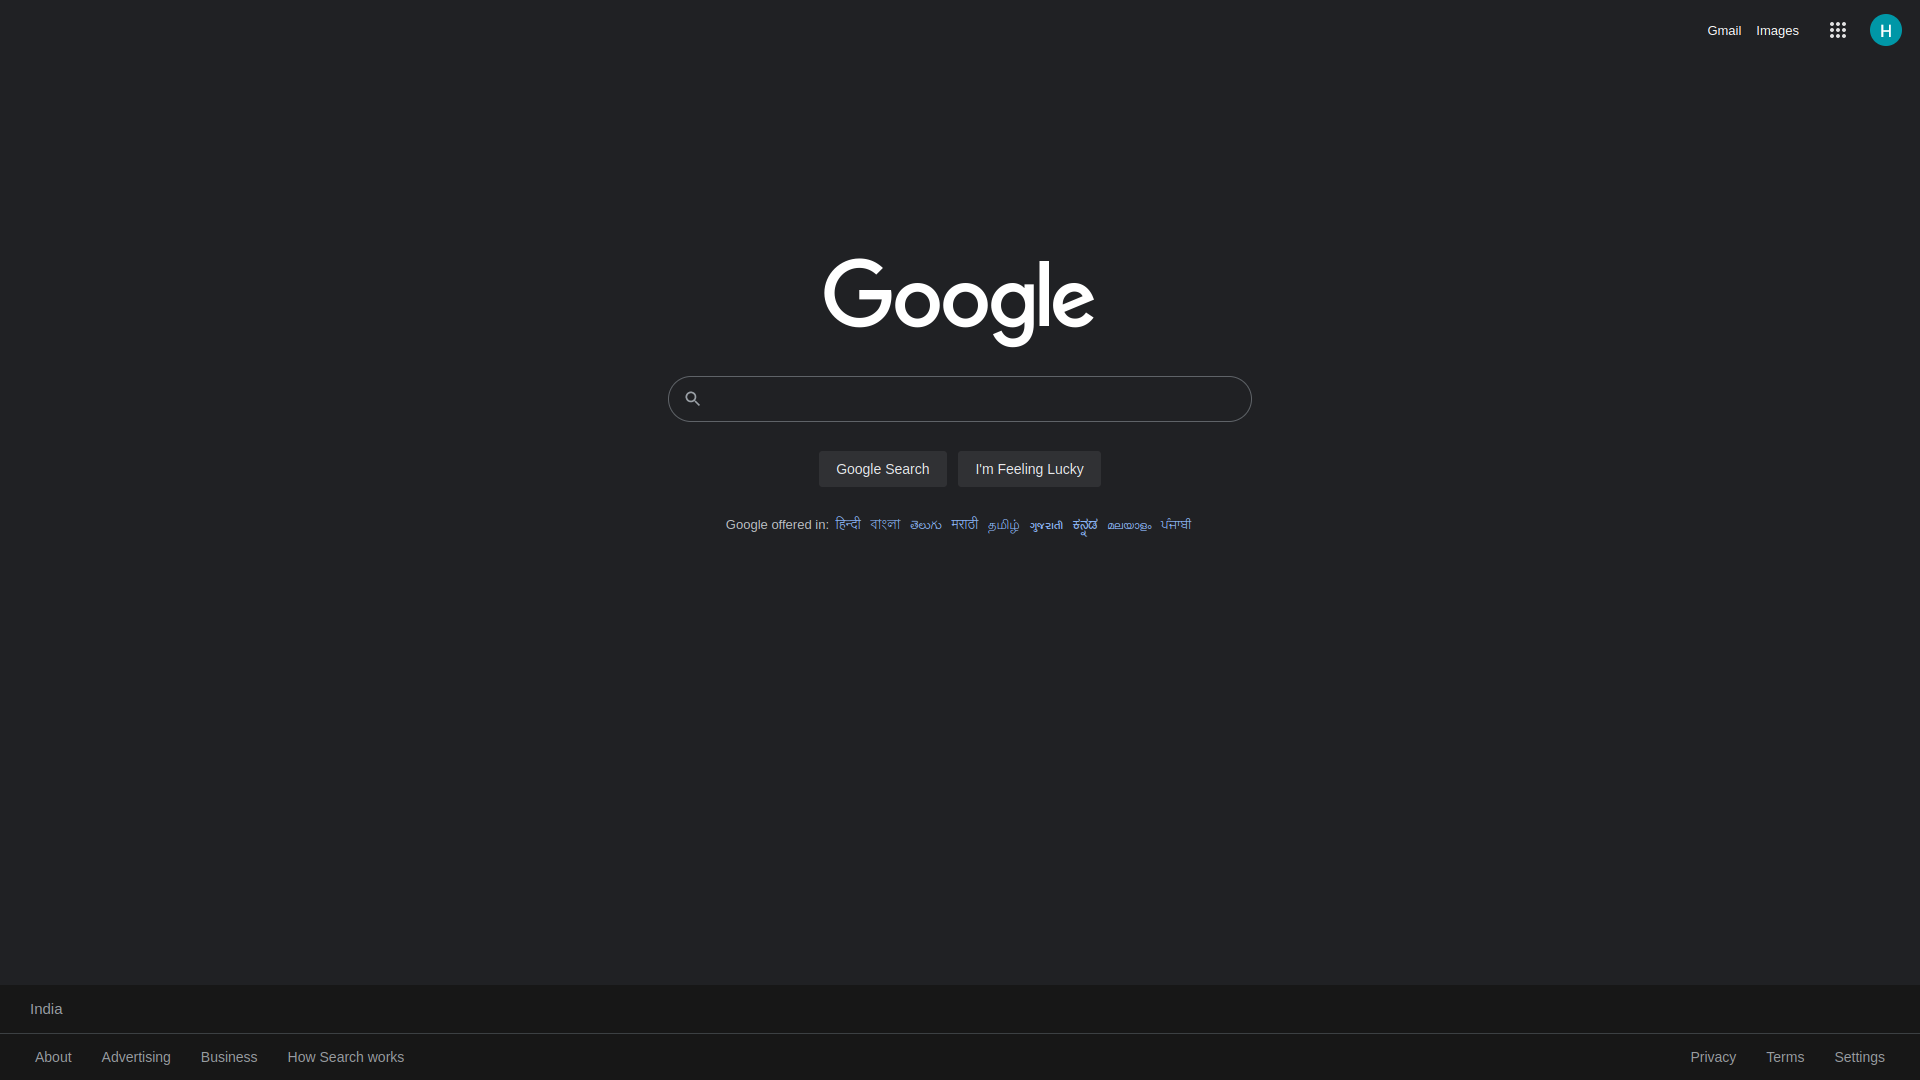 Gmail Images H
Google
Google Search I'm Feeling Lucky
Google offered in: हिन्दी বাংলা తెలుగు मराठी தமிழ் ગુજરાતી ಕನ್ನಡ മലയാളം ਪੰਜਾਬੀ
India
About Advertising Business How Search works Privacy Terms Settings